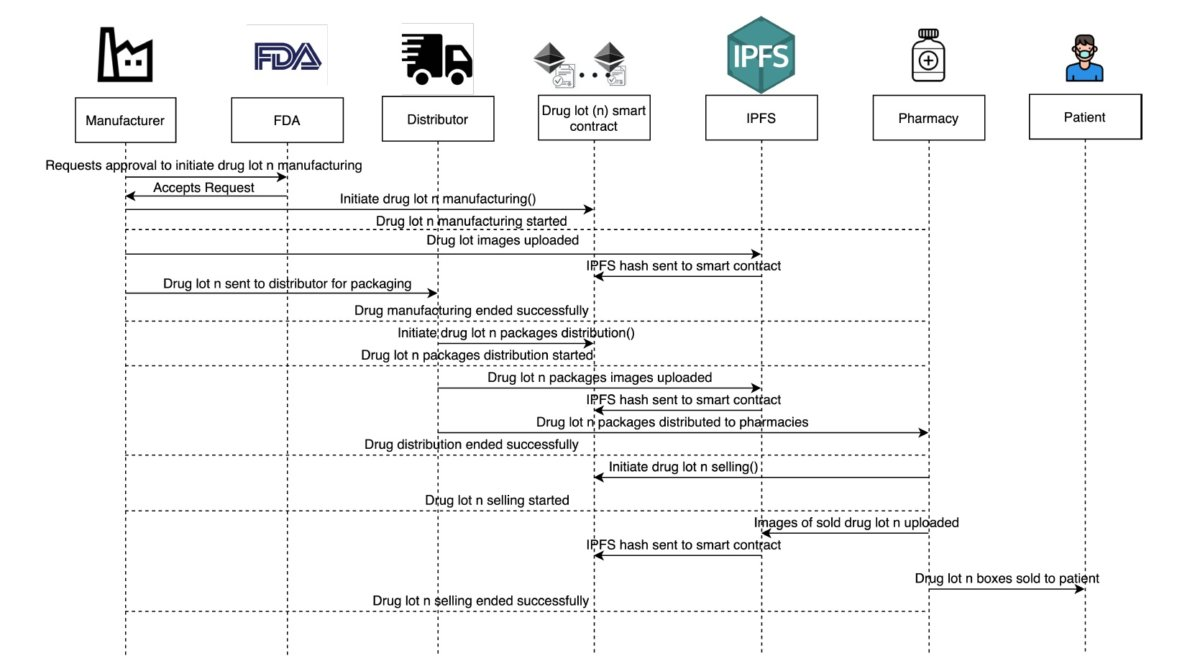 FDA
IPFS
Manufacturer
FDA
Distributor
Drug lot (n) smart
contract
IPFS
Pharmacy
Patient
Requests approval to initiate drug lot n manufacturing
Accepts Request
Initiate drug lot n manufacturing()
Drug lot n manufacturing started
Drug lot images uploaded
IPFS hash sent to smart contract
Drug lot n sent to distributor for packaging
Drug manufacturing ended successfully
Initiate drug lot n packages distribution()
Drug lot n packages distribution started
Drug lot n packages images uploaded
IPFS hash sent to smart contract
Drug lot n packages distributed to pharmacies
Drug distribution ended successfully
Initiate drug lot n selling()
Drug lot n selling started
Images of sold drug lot n uploaded
IPFS hash sent to smart contract
Drug lot n boxes sold to patient
Drug lot n selling ended successfully